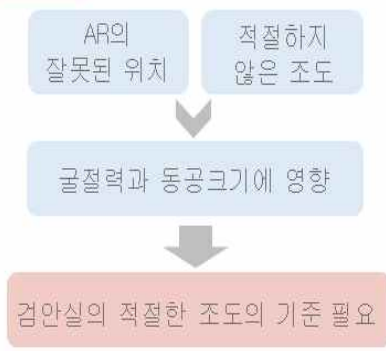 AR의
잘못된 위치
적절하지
않은 조도
굴절력과 동공크기에 영향
검안실의 적절한 조도의 기준 필요